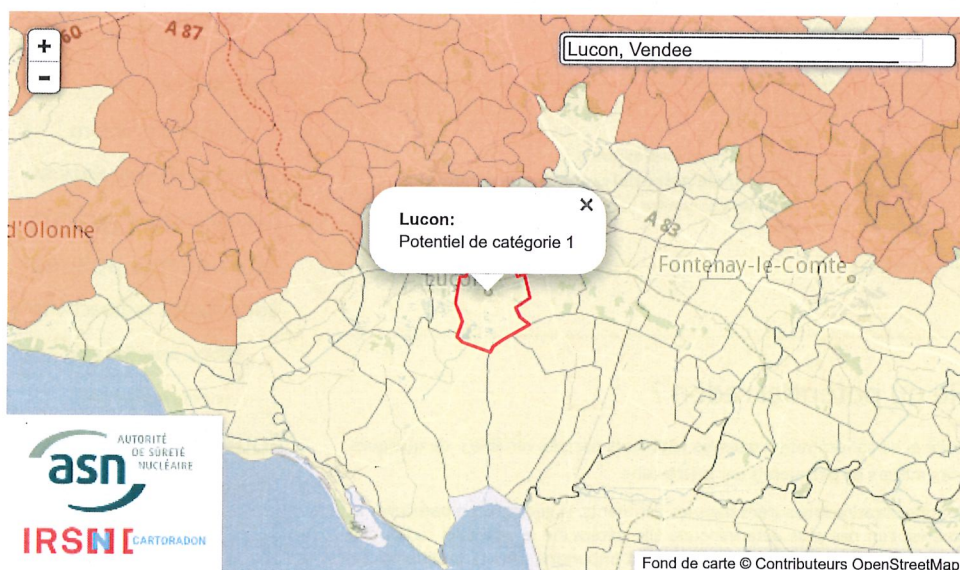 +
-
60
A 87
Lucon, Vendee
d'Olonne
Lucon:
×
Potentiel de catégorie 1
A 83
Fontenay-le-Comte
AUTORITÉ
DE SÛRETÉ
NUCLÉAIRE
asn
IRSN [
CARTORADON
Fond de carte © Contributeurs OpenStreetMap